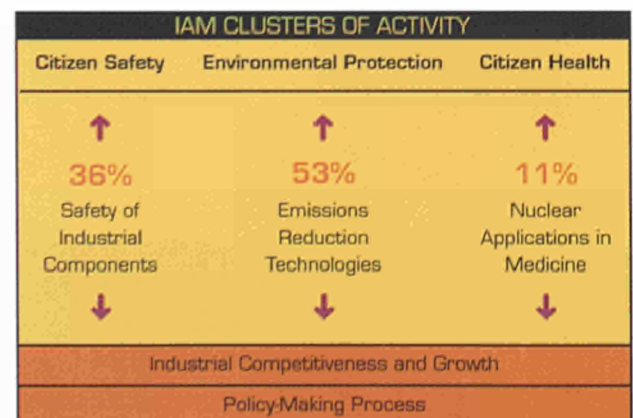 IAM CLUSTERS OF ACTIVITY
Citizen Safety Environmental Protection Citizen Health
36% 53% 11%
Safety of Emissions Nuclear
Industrial Reduction Applications in
Components Technologies Medicine
Industrial Competitiveness and Growth
Policy-Making Process